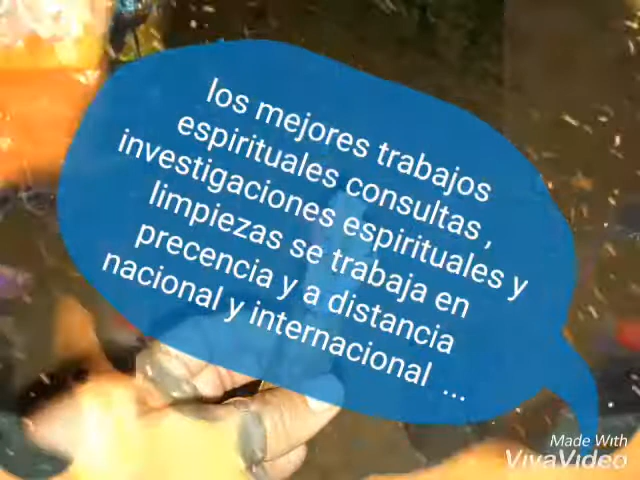 los mejores trabajos
espirituales consultas ,
investigaciones espirituales y
limpiezas se trabaja en
precencia y a distancia
nacional y internacional ...
Made With
VivaVideo